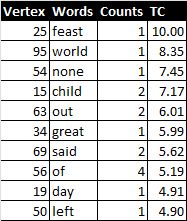 Vertex Words Counts TC
25 feast 1 10.00
95 world 1 8.35
54 none 1 7.45
15 child 2 7.17
63 out 2 6.01
34 great 1 5.99
69 said 2 5.62
56 of 4 5.19
19 day 1 4.91
50 left 1 4.90